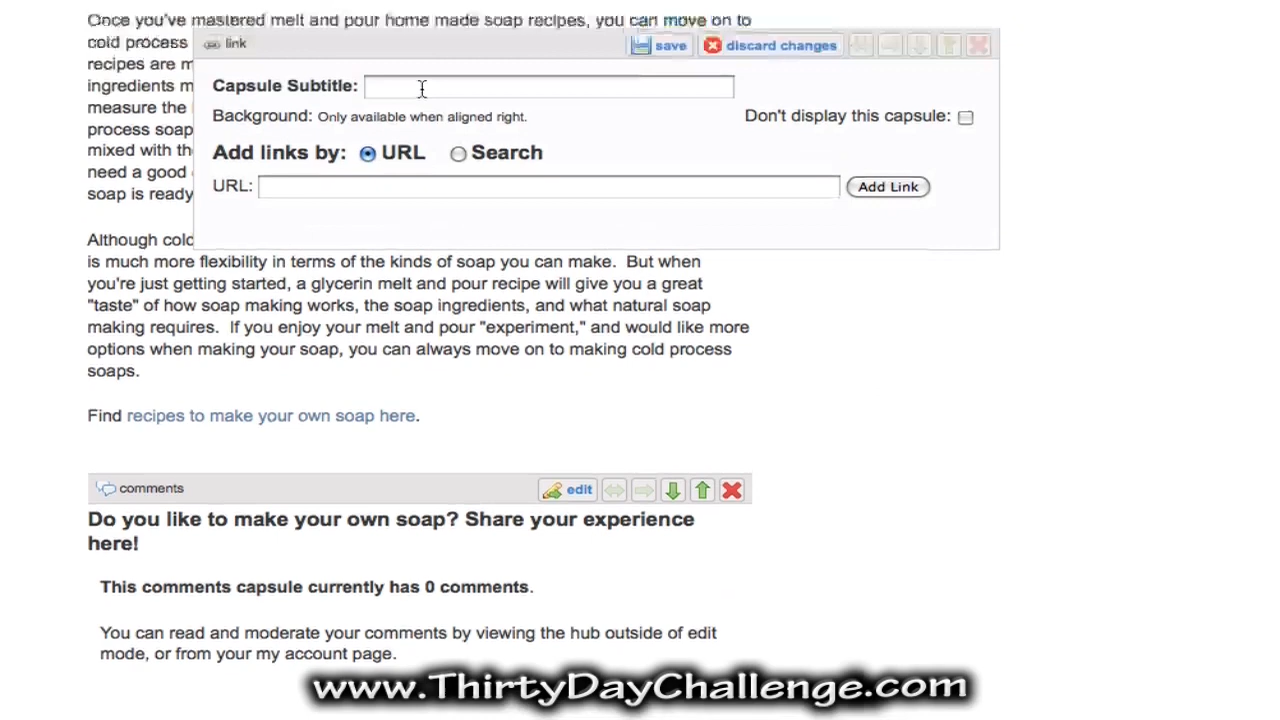 Once you've mastered melt and pour home made soap recipes, you can move on to
cold process
recipes are m
ingredients m
measure the
process soap
mixed with th
need a good
soap is ready
link
save
discard changes
Capsule Subtitle:
Background: Only available when aligned right.
Don't display this capsule:
Add links by: URL Search
URL:
Add Link
Although cold
is much more flexibility in terms of the kinds of soap you can make. But when
you're just getting started, a glycerin melt and pour recipe will give you a great
"taste" of how soap making works, the soap ingredients, and what natural soap
making requires. If you enjoy your melt and pour "experiment," and would like more
options when making your soap, you can always move on to making cold process
soaps.
Find recipes to make your own soap here.
comments
edit
Do you like to make your own soap? Share your experience
here!
This comments capsule currently has 0 comments.
You can read and moderate your comments by viewing the hub outside of edit
mode, or from your my account page.
www.ThirtyDayChallenge.com